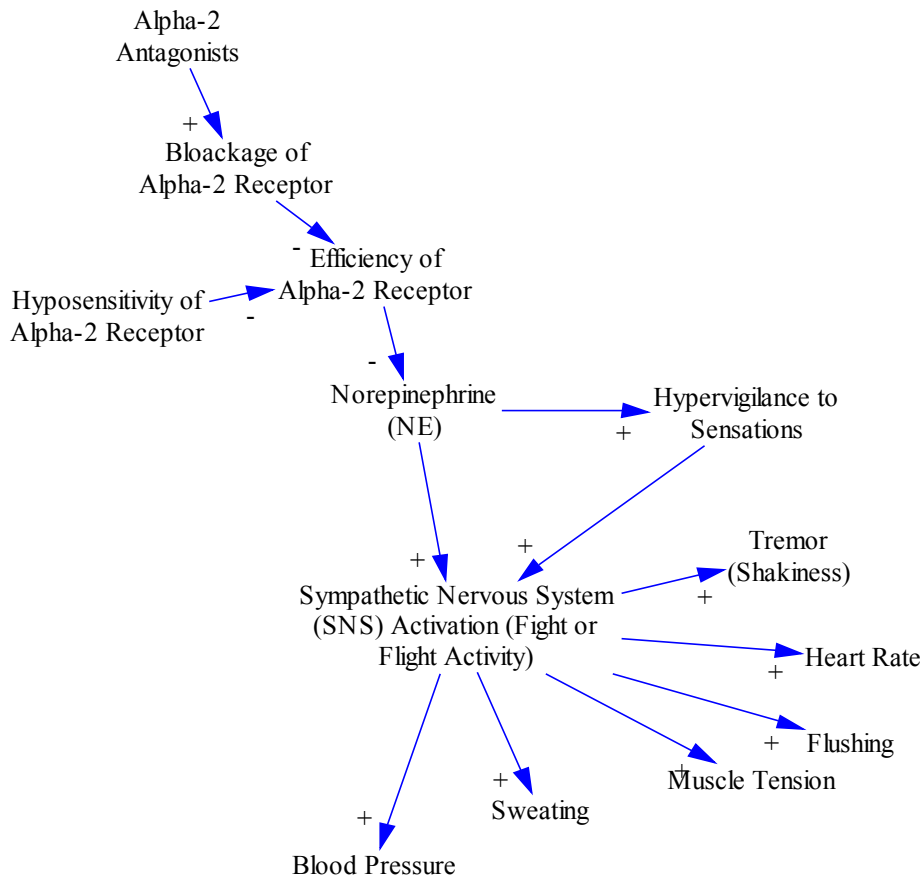 Alpha-2
Antagonists
+
Bloackage of
Alpha-2 Receptor
-
Efficiency of
Alpha-2 Receptor
Hyposensitivity of
Alpha-2 Receptor
-
-
Norepinephrine
(NE)
+
Hypervigilance to
Sensations
+
+
Sympathetic Nervous System
(SNS) Activation (Fight or
Flight Activity)
Tremor
(Shakiness)
+
Heart Rate
+
Flushing
+
Muscle Tension
+
Sweating
+
Blood Pressure
+